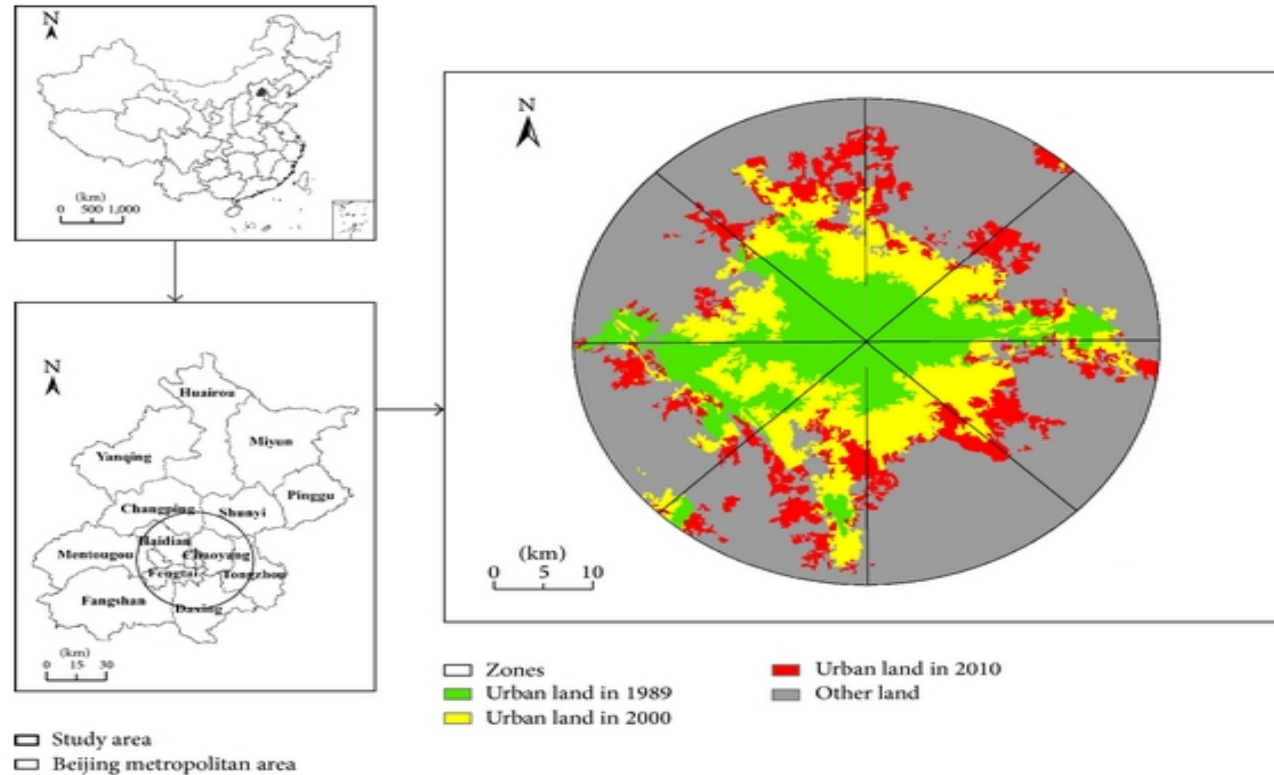 N
(km)
0 500 1,000
N
Huairou
Miyun
Yanqing
Pinggu
Changping
Shunyi
Haidian
Mentougou
Chaoyang
Fengtai
Tongzhou
Fangshan
Daxing
(km)
0 15 30
Study area
Beijing metropolitan area
N
(km)
0 5 10
Zones
Urban land in 1989
Urban land in 2000
Urban land in 2010
Other land